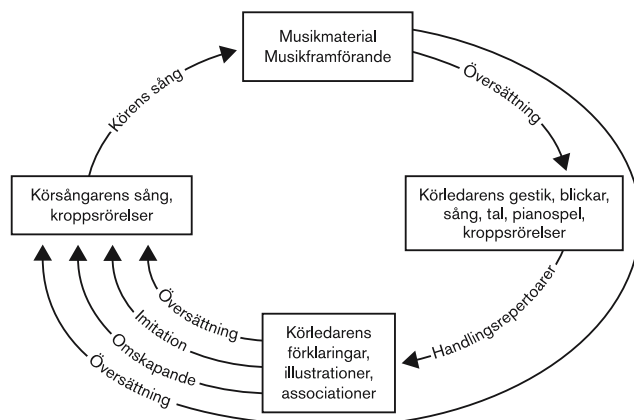 Musikmaterial
Musikframförande
Körens sång
Översättning
Körsångarens sång,
kroppsrörelser
Körledarens gestik, blickar,
sång, tal, pianospel,
kroppsrörelser
Handlingsrepertoarer
Körledarens
förklaringar,
illustrationer,
associationer
Översättning
Imitation
Omskapande
Översättning